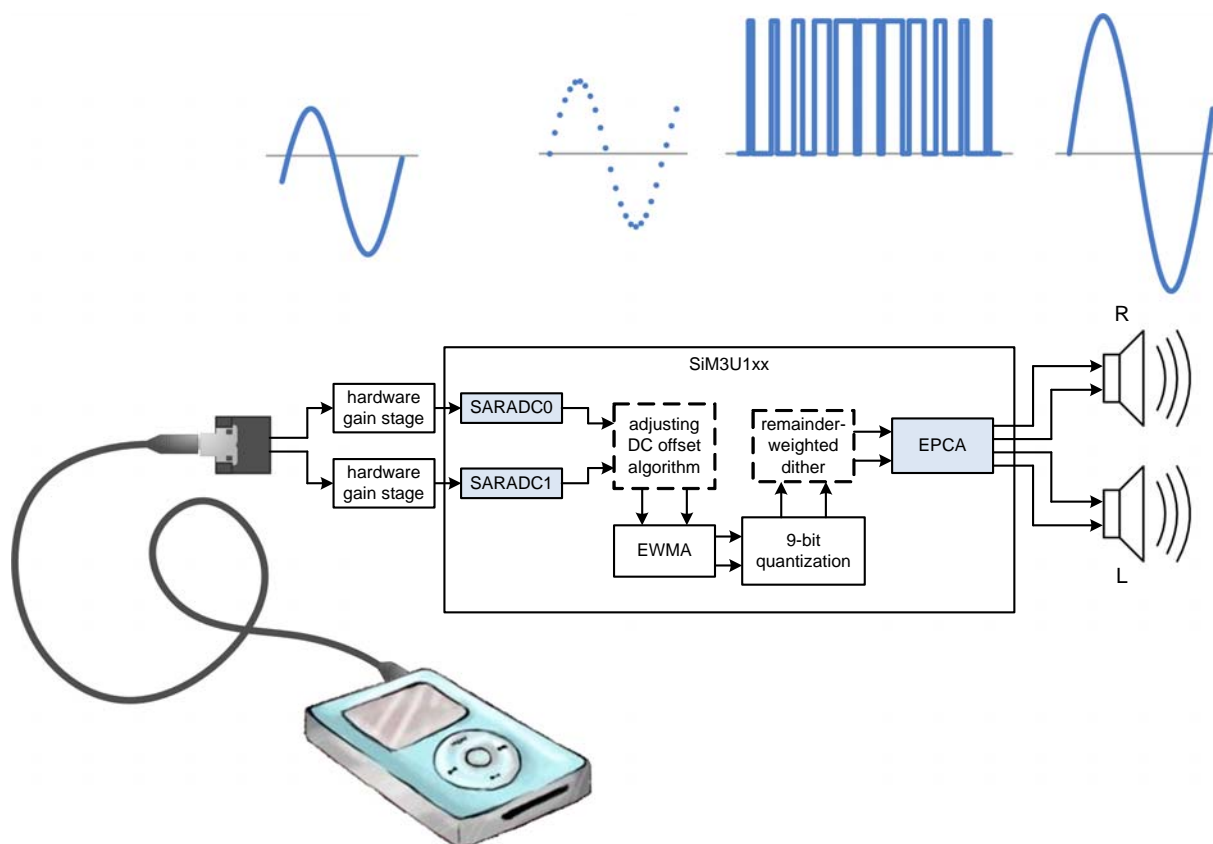 R
SiM3U1xx
hardware
gain stage
SARADC0
adjusting
DC offset
algorithm
remainder-
weighted
dither
EPCA
hardware
gain stage
SARADC1
EWMA
9-bit
quantization
L